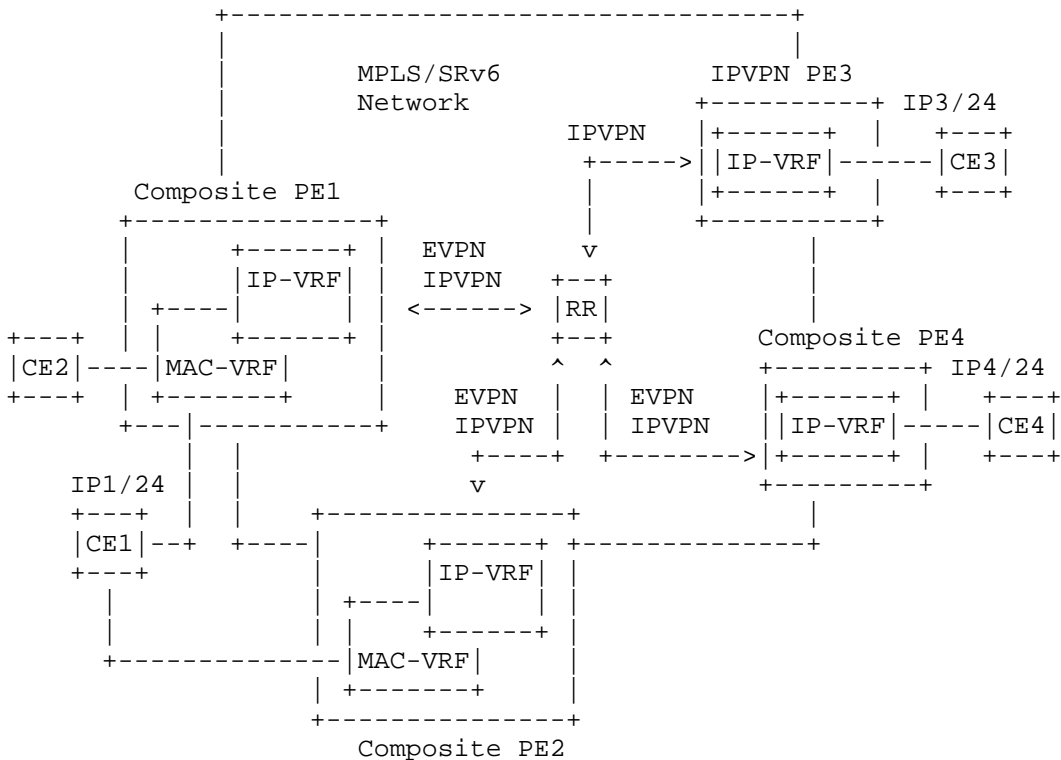 MPLS/SRv6 IPVPN PE3
Network IP3/24
IPVPN
IP-VRF CE3
Composite PE1
EVPN
IP-VRF IPVPN
RR
Composite PE4
CE2 MAC-VRF IP4/24
EVPN EVPN
IPVPN IPVPN IP-VRF CE4
IP1/24
CE1
IP-VRF
MAC-VRF
Composite PE2